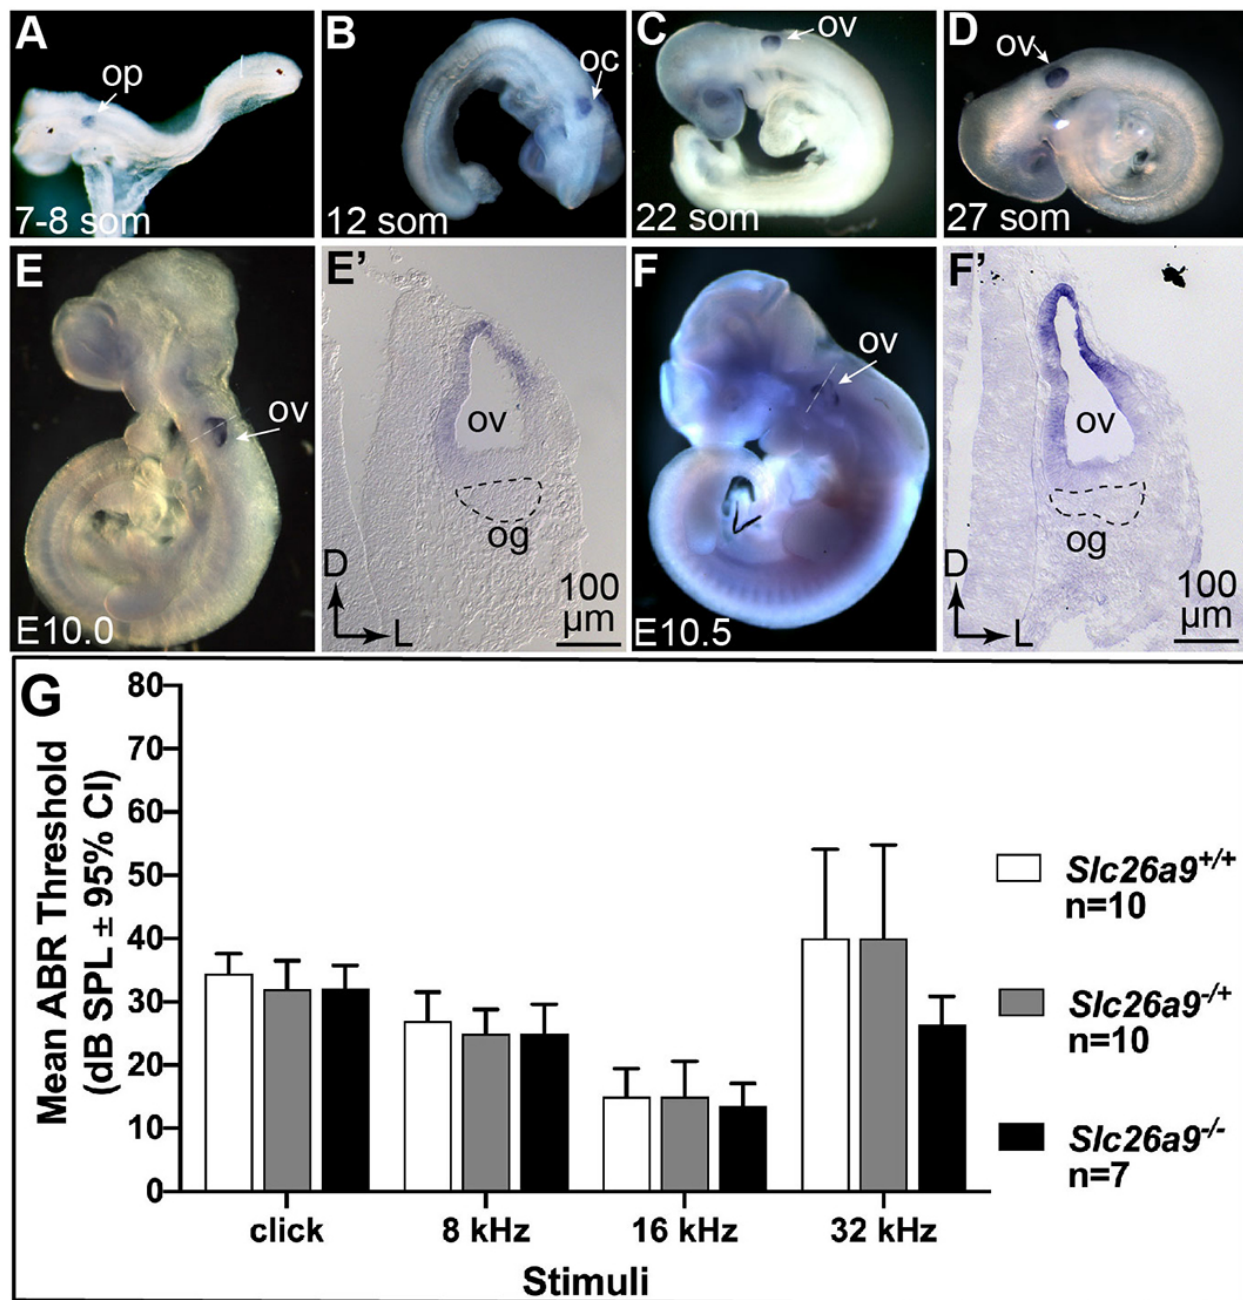 A
op
7-8 som
B
oc
12 som
C
ov
22 som
D
ov
27 som
E
ov
E10.0
E'
ov
og
D
L
100
µm
F
ov
E10.5
F'
ov
og
D
L
100
µm
G
Mean ABR Threshold
(dB SPL ± 95% CI)
80
70
60
50
40
30
20
10
0
click 8 kHz 16 kHz 32 kHz
Stimuli
Slc26a9+/+
n=10
Slc26a9-/+
n=10
Slc26a9-/-
n=7